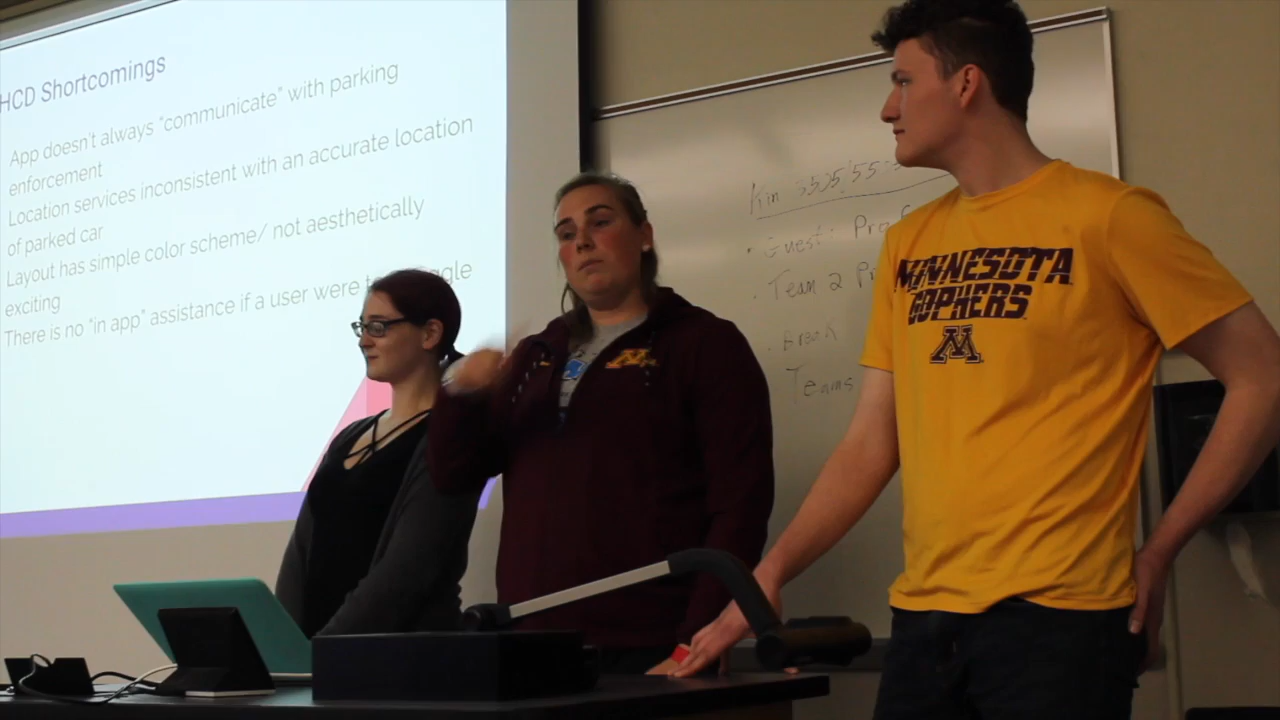 HCD Shortcomings
App doesn't always "communicate" with parking
enforcement
Location services inconsistent with an accurate location
of parked car
Layout has simple color scheme/ not aesthetically
exciting
There is no "in app" assistance if a user were
Kin
Guest:
Team 2
Break
Teams
MINNESOTA
GOPHERS
M
M